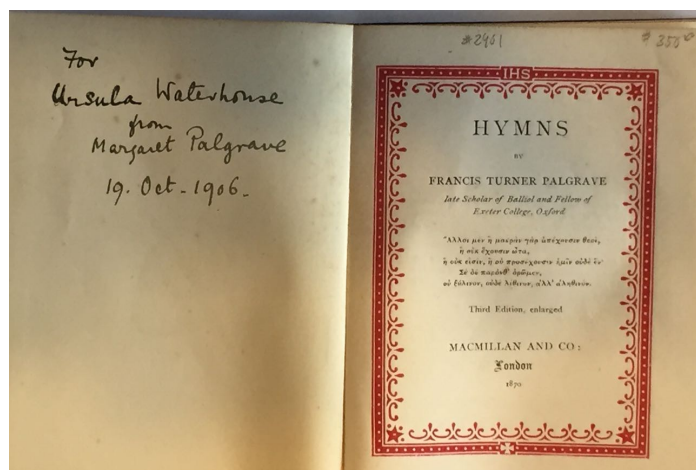 For
Ursula Waterhouse
from
Margaret Palgrave
19. Oct - 1906.
#2461
IHS
HYMNS
BY
FRANCIS TURNER PALGRAVE
late Scholar of Balliol and Fellow of
Exeter College, Oxford
Ἄλλοι μὲν ἢ μακρὰν γὰρ ἀπέχουσιν θεοί,
ἢ οὐκ ἔχουσιν ὦτα,
ἢ οὐκ εἰσίν, ἢ οὐ προσέχουσιν ἡμῖν οὐδὲ ἕν·
Σὲ δὲ παρόνθ' ὁρῶμεν,
οὐ ξύλινον, οὐδὲ λίθινον, ἀλλ' ἀληθινόν.
Third Edition, enlarged
MACMILLAN AND CO:
London
1870